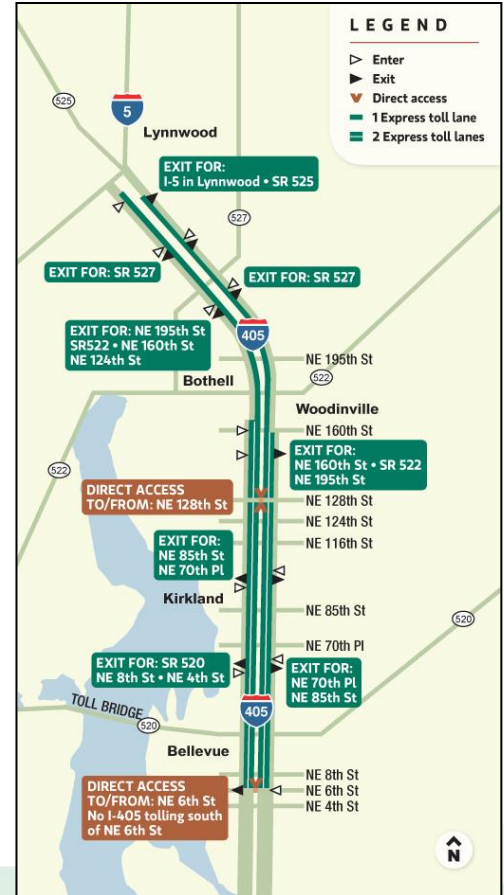 LEGEND
Enter
Exit
Direct access
1 Express toll lane
2 Express toll lanes
525
5
Lynnwood
EXIT FOR:
I-5 in Lynnwood • SR 525
527
EXIT FOR: SR 527
EXIT FOR: SR 527
EXIT FOR: NE 195th St
SR522 • NE 160th St
NE 124th St
405
NE 195th St
522
Bothell
Woodinville
NE 160th St
EXIT FOR:
NE 160th St • SR 522
NE 195th St
522
DIRECT ACCESS
TO/FROM: NE 128th St
NE 128th St
NE 124th St
NE 116th St
EXIT FOR:
NE 85th St
NE 70th Pl
Kirkland
NE 85th St
520
NE 70th Pl
EXIT FOR: SR 520
NE 8th St • NE 4th St
EXIT FOR:
NE 70th Pl
NE 85th St
TOLL BRIDGE
520
405
Bellevue
NE 8th St
NE 6th St
NE 4th St
DIRECT ACCESS
TO/FROM: NE 6th St
No I-405 tolling south
of NE 6th St
N